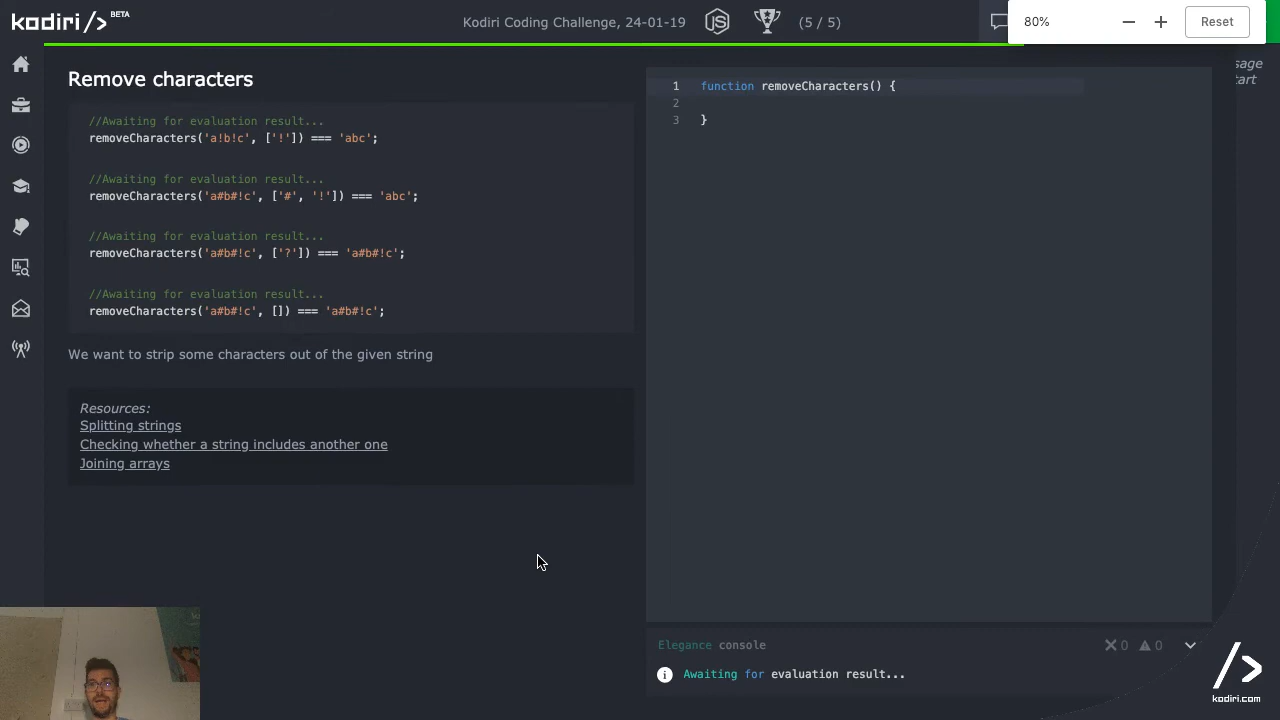 kodiri/> BETA
Kodiri Coding Challenge, 24-01-19
JS
(5 / 5)
80%
Reset
sage
tart
Remove characters
//Awaiting for evaluation result...
removeCharacters('a!b!c', ['!']) === 'abc';
//Awaiting for evaluation result...
removeCharacters('a#b#!c', ['#', '!']) === 'abc';
//Awaiting for evaluation result...
removeCharacters('a#b#!c', ['?']) === 'a#b#!c';
//Awaiting for evaluation result...
removeCharacters('a#b#!c', []) === 'a#b#!c';
We want to strip some characters out of the given string
Resources:
Splitting strings
Checking whether a string includes another one
Joining arrays
1 function removeCharacters() {
2
3 }
Elegance console
0 0
Awaiting for evaluation result...
/>
kodiri.com